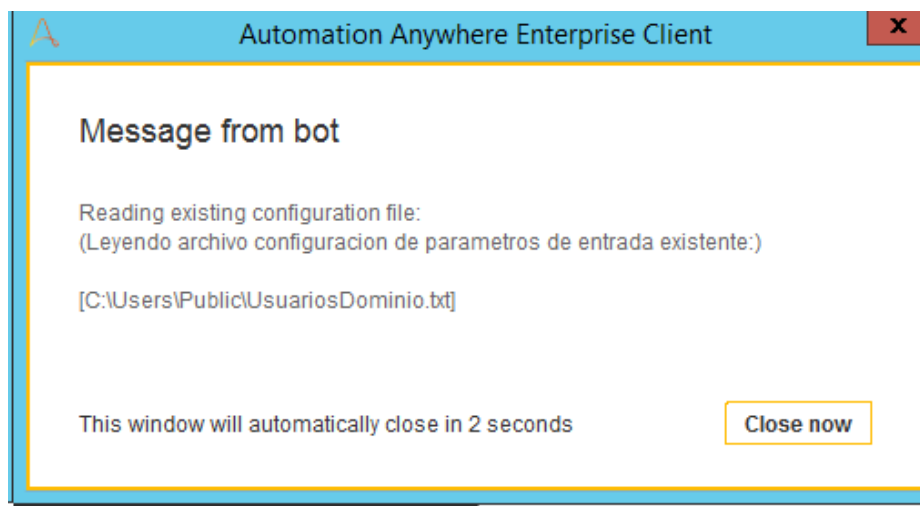 Automation Anywhere Enterprise Client
x
Message from bot
Reading existing configuration file:
(Leyendo archivo configuracion de parametros de entrada existente:)
[C:\Users\Public\UsuariosDominio.txt]
This window will automatically close in 2 seconds
Close now